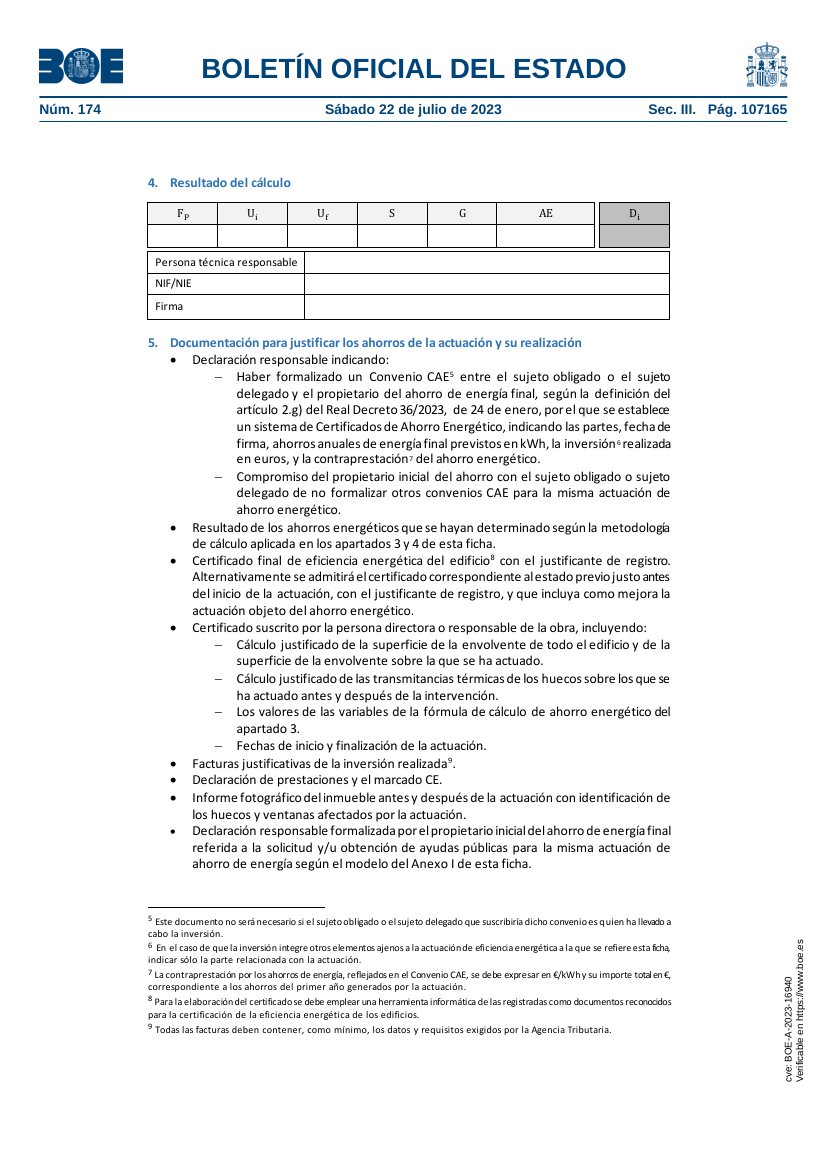 BOE
BOLETÍN OFICIAL DEL ESTADO
Núm. 174 Sábado 22 de julio de 2023 Sec. III. Pág. 107165
4. Resultado del cálculo
FP Ui Uf S G AE Di
Persona técnica responsable
NIF/NIE
Firma
5. Documentación para justificar los ahorros de la actuación y su realización
• Declaración responsable indicando:
– Haber formalizado un Convenio CAE5 entre el sujeto obligado o el sujeto
delegado y el propietario del ahorro de energía final, según la definición del
artículo 2.g) del Real Decreto 36/2023, de 24 de enero, por el que se establece
un sistema de Certificados de Ahorro Energético, indicando las partes, fecha de
firma, ahorros anuales de energía final previstos en kWh, la inversión6 realizada
en euros, y la contraprestación7 del ahorro energético.
– Compromiso del propietario inicial del ahorro con el sujeto obligado o sujeto
delegado de no formalizar otros convenios CAE para la misma actuación de
ahorro energético.
• Resultado de los ahorros energéticos que se hayan determinado según la metodología
de cálculo aplicada en los apartados 3 y 4 de esta ficha.
• Certificado final de eficiencia energética del edificio8 con el justificante de registro.
Alternativamente se admitirá el certificado correspondiente al estado previo justo antes
del inicio de la actuación, con el justificante de registro, y que incluya como mejora la
actuación objeto del ahorro energético.
• Certificado suscrito por la persona directora o responsable de la obra, incluyendo:
– Cálculo justificado de la superficie de la envolvente de todo el edificio y de la
superficie de la envolvente sobre la que se ha actuado.
– Cálculo justificado de las transmitancias térmicas de los huecos sobre los que se
ha actuado antes y después de la intervención.
– Los valores de las variables de la fórmula de cálculo de ahorro energético del
apartado 3.
– Fechas de inicio y finalización de la actuación.
• Facturas justificativas de la inversión realizada9.
• Declaración de prestaciones y el marcado CE.
• Informe fotográfico del inmueble antes y después de la actuación con identificación de
los huecos y ventanas afectados por la actuación.
• Declaración responsable formalizada por el propietario inicial del ahorro de energía final
referida a la solicitud y/u obtención de ayudas públicas para la misma actuación de
ahorro de energía según el modelo del Anexo I de esta ficha.
5 Este documento no será necesario si el sujeto obligado o el sujeto delegado que suscribiría dicho convenio es quien ha llevado a
cabo la inversión.
6 En el caso de que la inversión integre otros elementos ajenos a la actuación de eficiencia energética a la que se refiere esta ficha,
indicar sólo la parte relacionada con la actuación.
7 La contraprestación por los ahorros de energía, reflejados en el Convenio CAE, se debe expresar en €/kWh y su importe total en €,
correspondiente a los ahorros del primer año generados por la actuación.
8 Para la elaboración del certificado se debe emplear una herramienta informática de las registradas como documentos reconocidos
para la certificación de la eficiencia energética de los edificios.
9 Todas las facturas deben contener, como mínimo, los datos y requisitos exigidos por la Agencia Tributaria.
cve: BOE-A-2023-16940
Verificable en https://www.boe.es